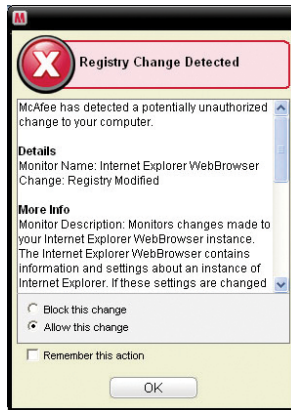 M
Registry Change Detected
McAfee has detected a potentially unauthorized
change to your computer.
Details
Monitor Name: Internet Explorer WebBrowser
Change: Registry Modified
More Info
Monitor Description: Monitors changes made to
your Internet Explorer WebBrowser instance.
The Internet Explorer WebBrowser contains
information and settings about an instance of
Internet Explorer. If these settings are changed
Block this change
Allow this change
Remember this action
OK